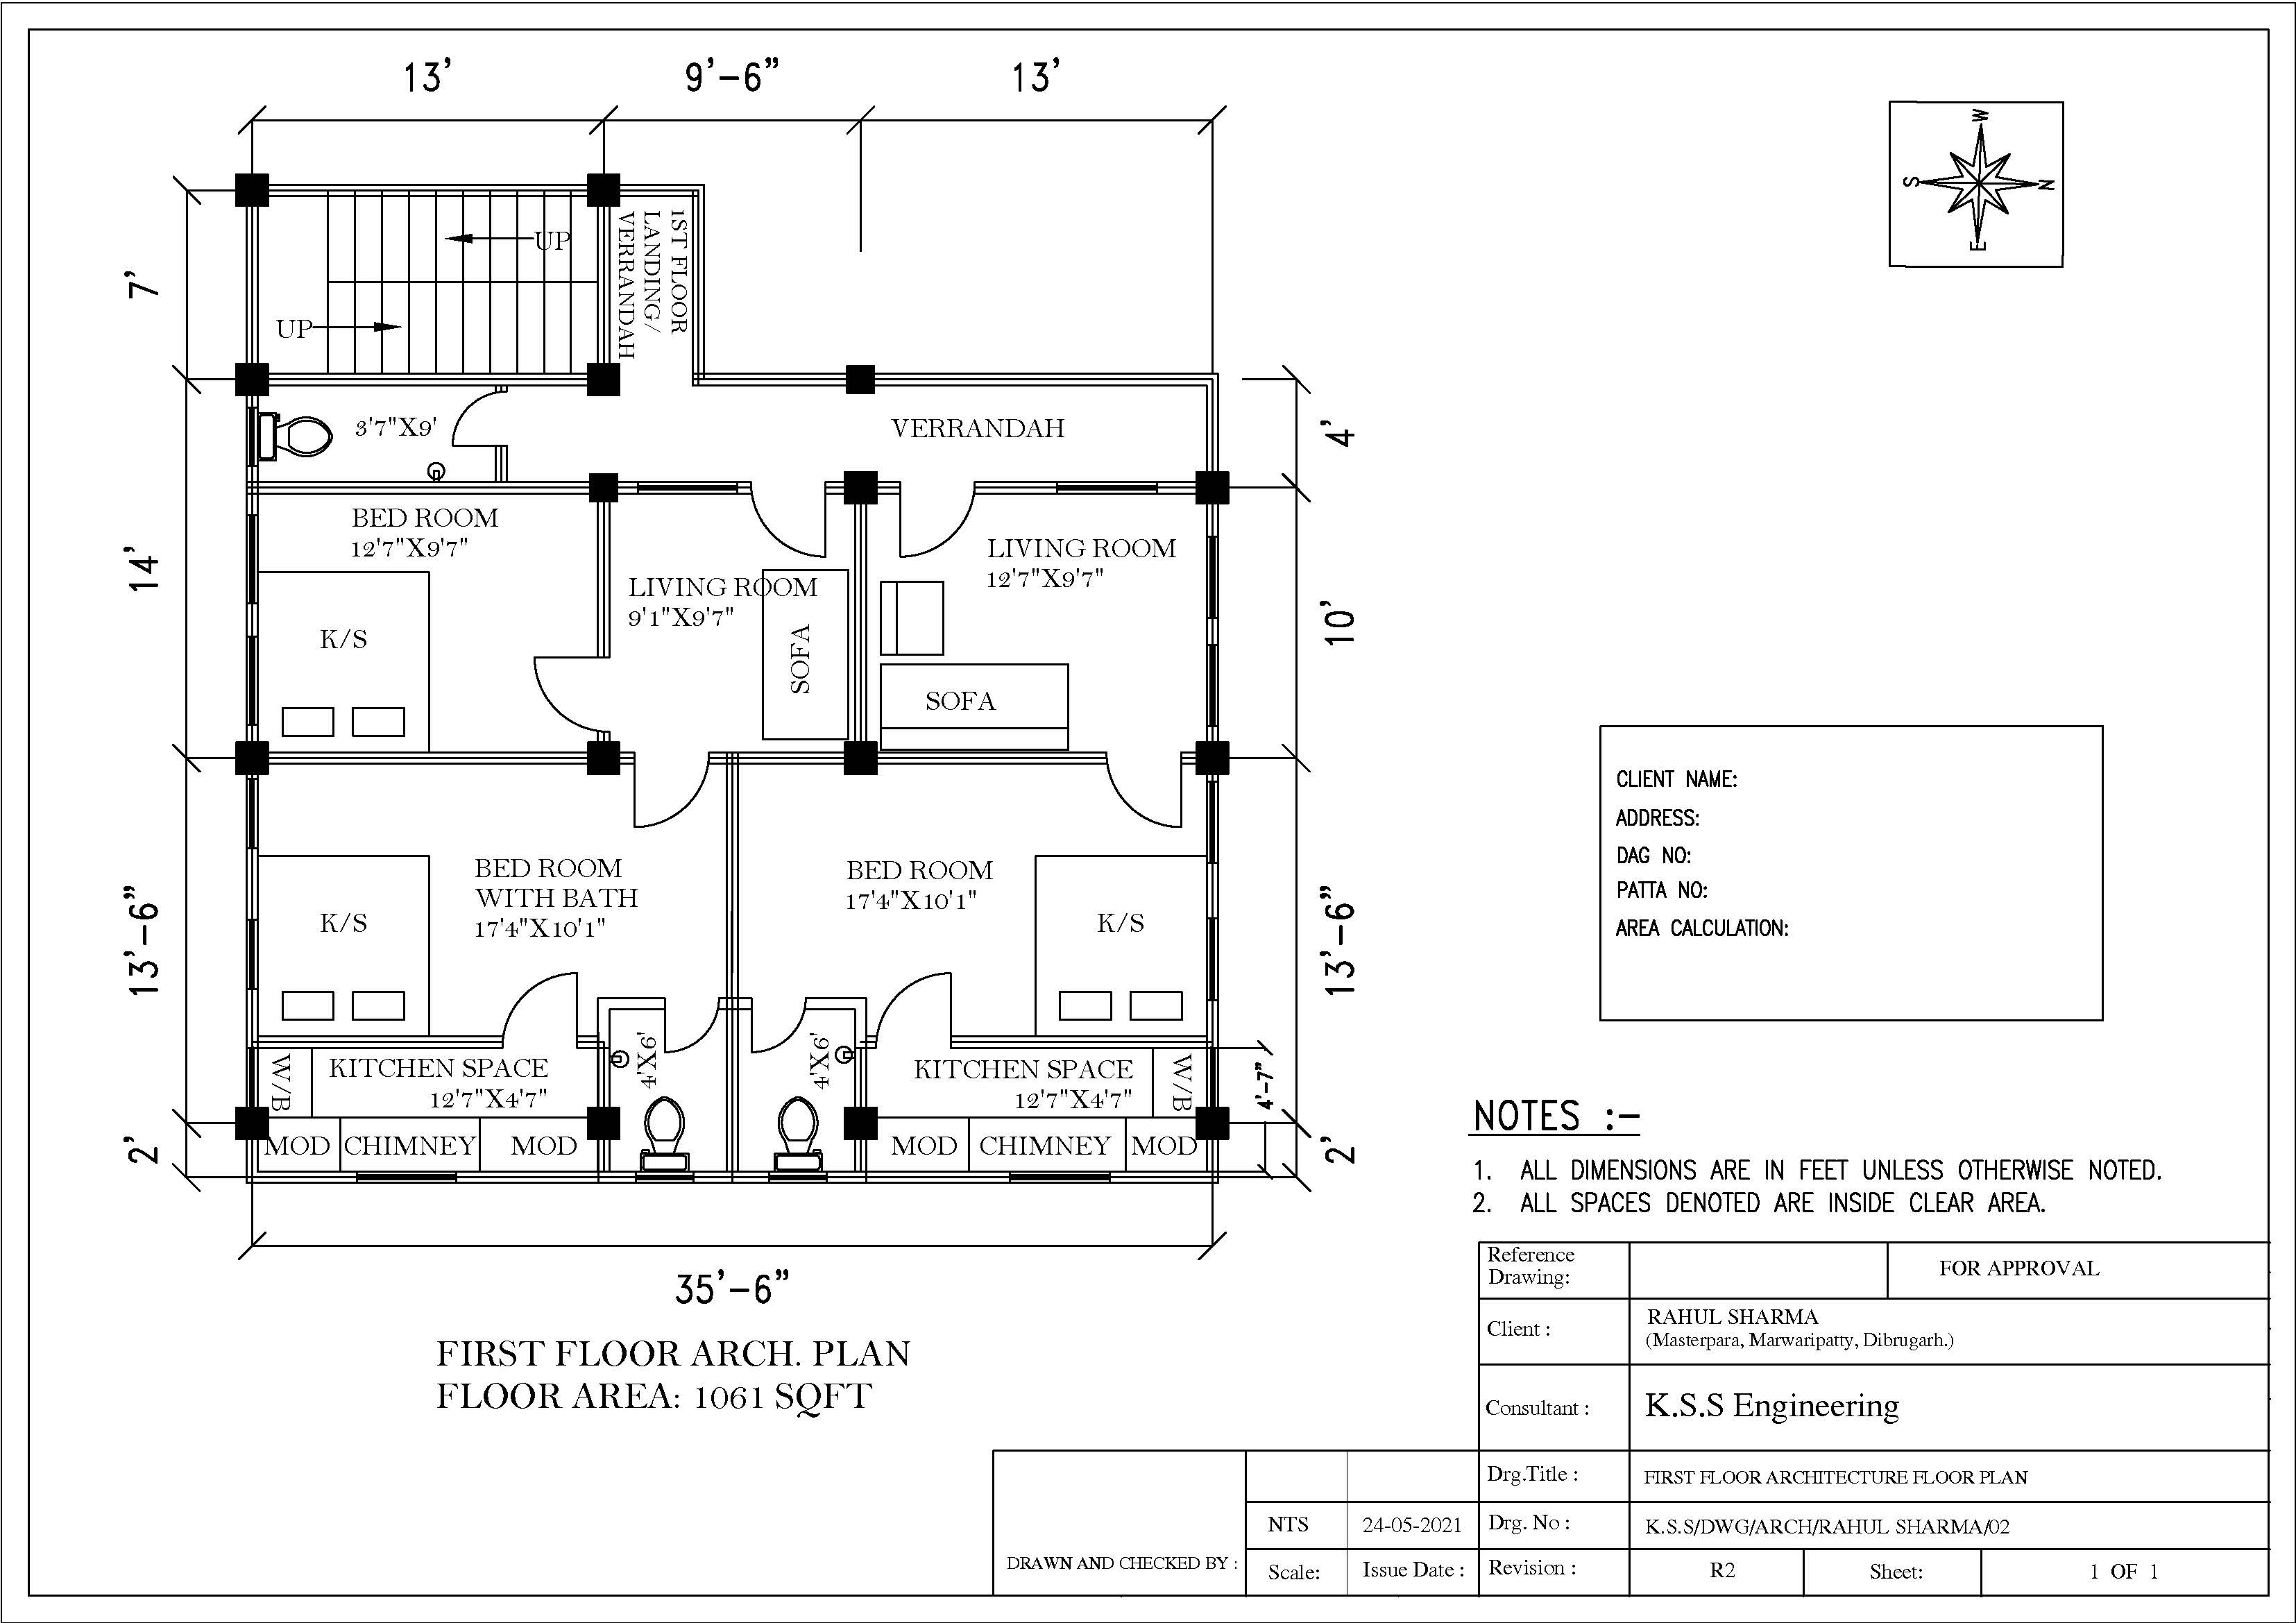 13' 9'-6" 13'
W
S N
E
7'
UP
UP
1ST FLOOR
LANDING/
VERRANDAH
3'7"X9'
VERRANDAH
4'
14'
BED ROOM
12'7"X9'7"
K/S
LIVING ROOM
9'1"X9'7"
SOFA
LIVING ROOM
12'7"X9'7"
SOFA
10'
13'-6"
BED ROOM
WITH BATH
17'4"X10'1"
K/S
BED ROOM
17'4"X10'1"
K/S
13'-6"
W/B
KITCHEN SPACE
12'7"X4'7"
4'X6'
4'X6'
KITCHEN SPACE
12'7"X4'7"
W/B
4'-7"
2'
MOD CHIMNEY MOD
MOD CHIMNEY MOD
2'
35'-6"
FIRST FLOOR ARCH. PLAN
FLOOR AREA: 1061 SQFT
CLIENT NAME:
ADDRESS:
DAG NO:
PATTA NO:
AREA CALCULATION:
NOTES :-
1. ALL DIMENSIONS ARE IN FEET UNLESS OTHERWISE NOTED.
2. ALL SPACES DENOTED ARE INSIDE CLEAR AREA.
Reference
Drawing:
FOR APPROVAL
Client :
RAHUL SHARMA
(Masterpara, Marwaripatty, Dibrugarh.)
Consultant :
K.S.S Engineering
Drg.Title :
FIRST FLOOR ARCHITECTURE FLOOR PLAN
NTS 24-05-2021 Drg. No : K.S.S/DWG/ARCH/RAHUL SHARMA/02
DRAWN AND CHECKED BY : Scale: Issue Date : Revision : R2 Sheet: 1 OF 1